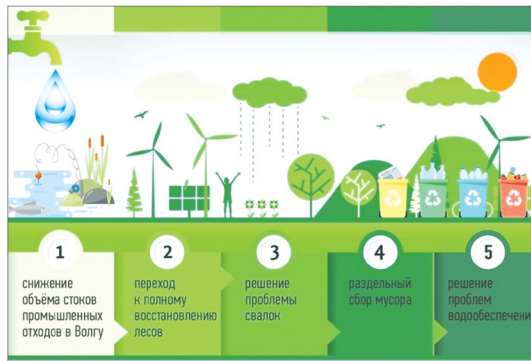 1
снижение
объёма стоков
промышленных
отходов в Волгу
2
переход
к полному
восстановлению
лесов
3
решение
проблемы
свалок
4
раздельный
сбор мусора
5
решение
проблем
водообеспечени